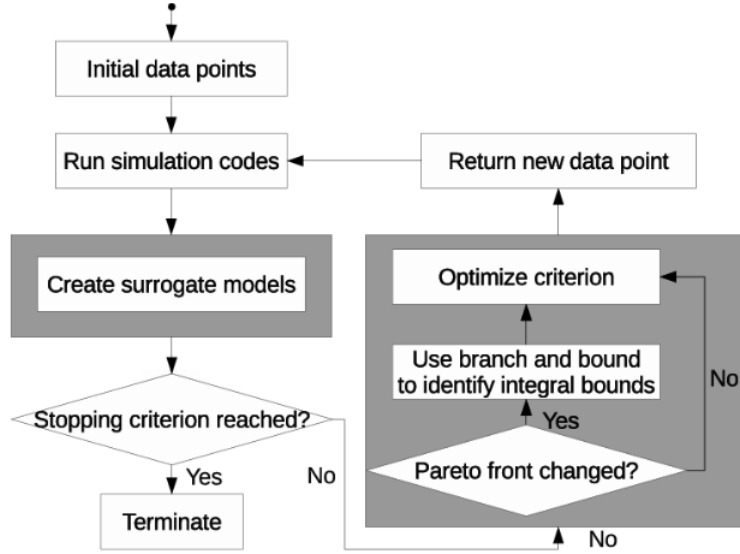 Initial data points
Run simulation codes
Return new data point
Create surrogate models
Optimize criterion
Use branch and bound
to identify integral bounds
No
Stopping criterion reached?
Yes
Pareto front changed?
Yes
No
Terminate
No